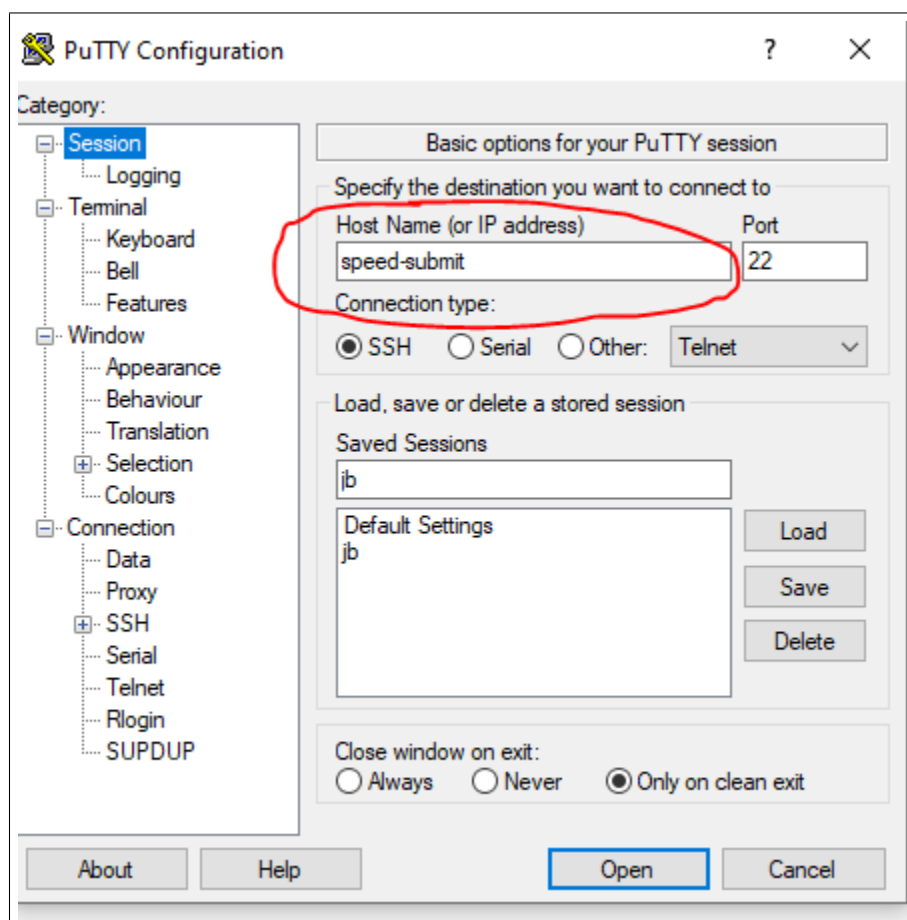 PuTTY Configuration ? ×
Category:
Session
Logging
Terminal
Keyboard
Bell
Features
Window
Appearance
Behaviour
Translation
Selection
Colours
Connection
Data
Proxy
SSH
Serial
Telnet
Rlogin
SUPDUP
Basic options for your PuTTY session
Specify the destination you want to connect to
Host Name (or IP address) Port
speed-submit 22
Connection type:
SSH Serial Other: Telnet
Load, save or delete a stored session
Saved Sessions
jb
Default Settings
jb
Load
Save
Delete
Close window on exit:
Always Never Only on clean exit
About Help Open Cancel